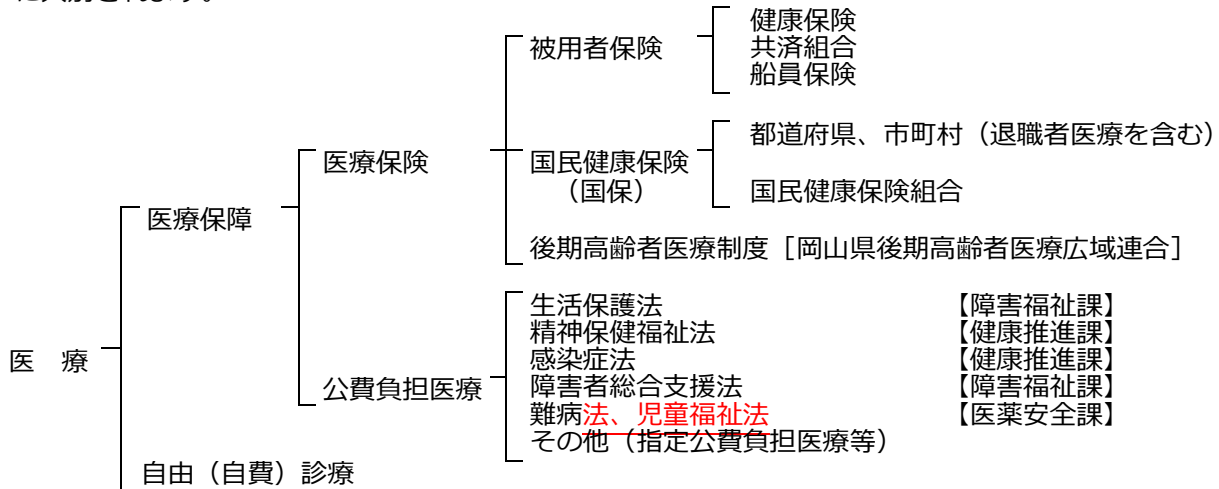 健康保険
被用者保険
共済組合
船員保険
都道府県、市町村（退職者医療を含む）
医療保険
国民健康保険
（国保）
国民健康保険組合
医療保障
後期高齢者医療制度［岡山県後期高齢者医療広域連合］
生活保護法 【障害福祉課】
精神保健福祉法 【健康推進課】
感染症法 【健康推進課】
医　療
公費負担医療
障害者総合支援法 【障害福祉課】
難病法、児童福祉法 【医薬安全課】
その他（指定公費負担医療等）
自由（自費）診療